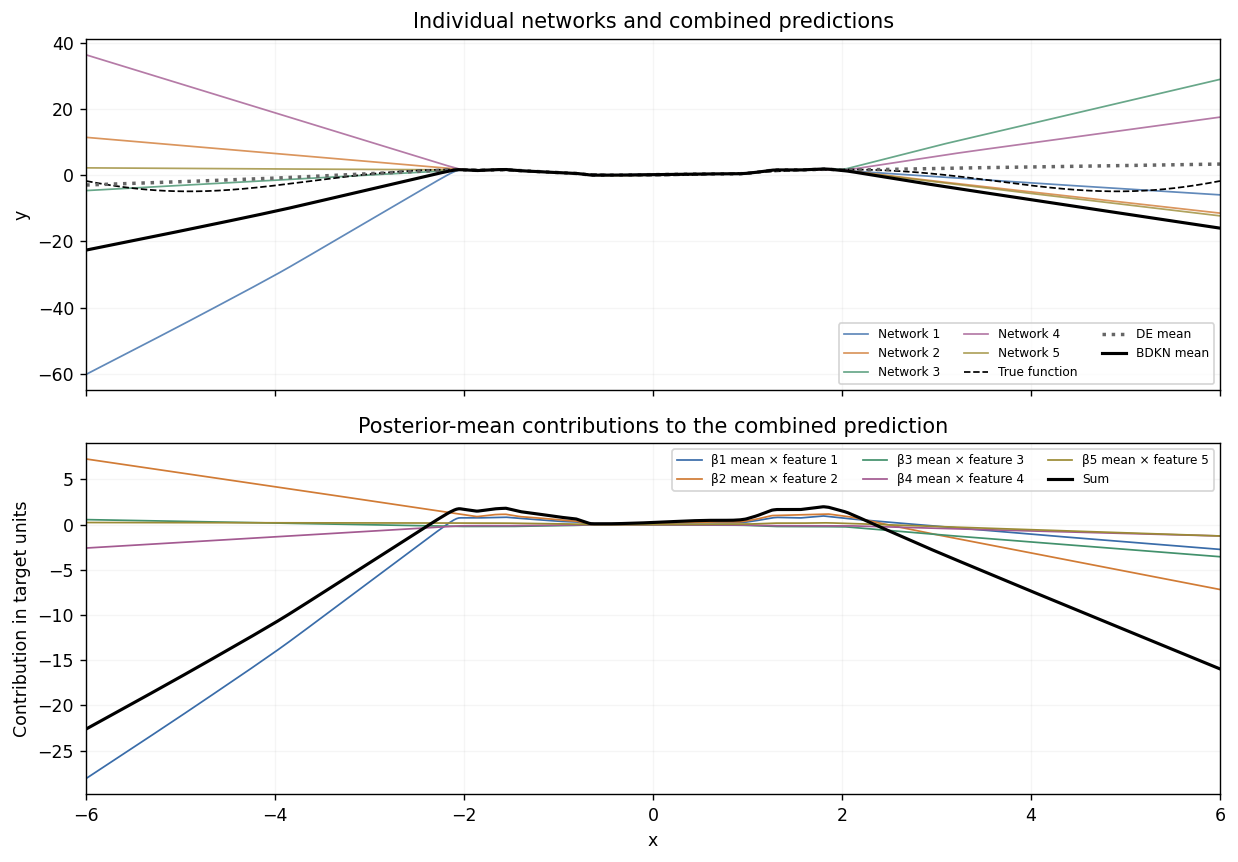 Individual networks and combined predictions
40
20
0
−20
−40
−60
y
Network 1
Network 2
Network 3
Network 4
Network 5
True function
DE mean
BDKN mean
Posterior-mean contributions to the combined prediction
5
0
−5
−10
−15
−20
−25
Contribution in target units
β1 mean × feature 1
β2 mean × feature 2
β3 mean × feature 3
β4 mean × feature 4
β5 mean × feature 5
Sum
−6
−4
−2
0
2
4
6
x